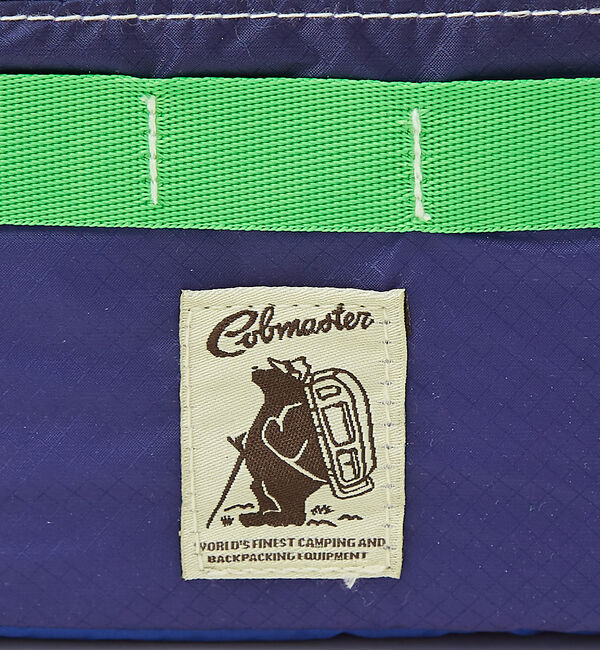 Cobmaster
WORLD'S FINEST CAMPING AND
BACKPACKING EQUIPMENT